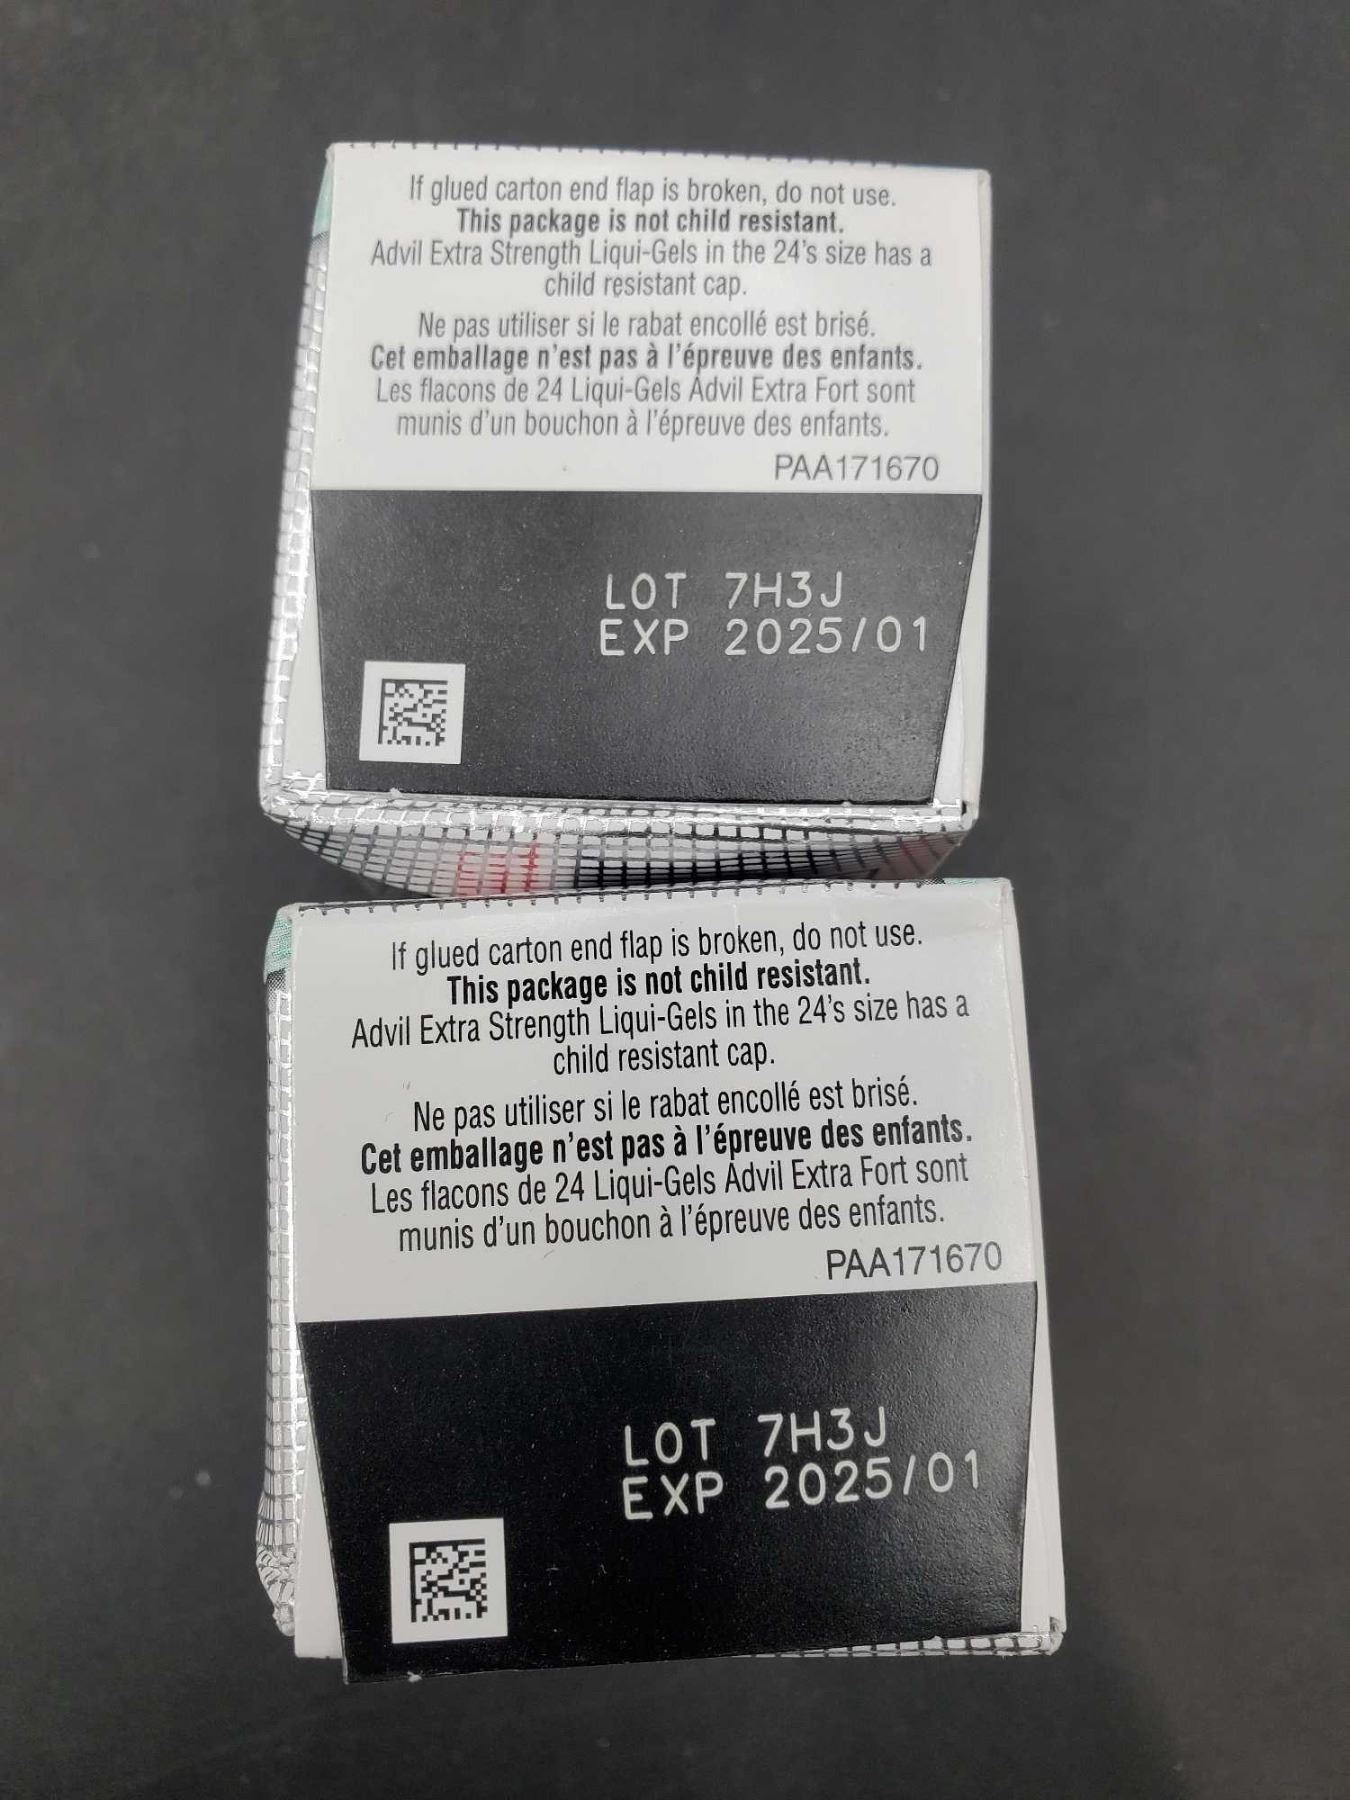 If glued carton end flap is broken, do not use.
This package is not child resistant.
Advil Extra Strength Liqui-Gels in the 24's size has a
child resistant cap.
Ne pas utiliser si le rabat encollé est brisé.
Cet emballage n'est pas à l'épreuve des enfants.
Les flacons de 24 Liqui-Gels Advil Extra Fort sont
munis d'un bouchon à l'épreuve des enfants.
PAA171670
LOT 7H3J
EXP 2025/01
If glued carton end flap is broken, do not use.
This package is not child resistant.
Advil Extra Strength Liqui-Gels in the 24's size has a
child resistant cap.
Ne pas utiliser si le rabat encollé est brisé.
Cet emballage n'est pas à l'épreuve des enfants.
Les flacons de 24 Liqui-Gels Advil Extra Fort sont
munis d'un bouchon à l'épreuve des enfants.
PAA171670
LOT 7H3J
EXP 2025/01